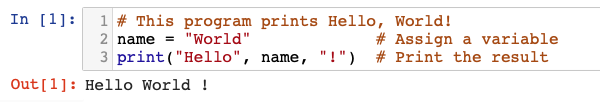 In [1]: 1 # This program prints Hello, World!
2 name = "World" # Assign a variable
3 print("Hello", name, "!") # Print the result
Out[1]: Hello World !